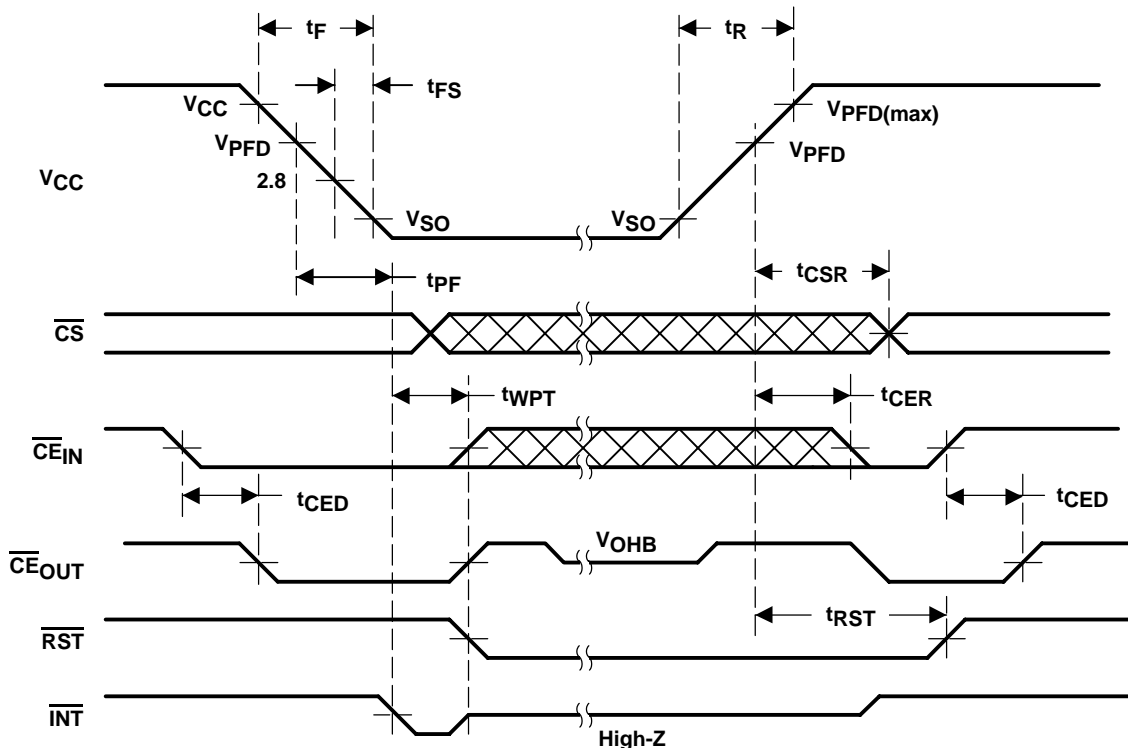 tF
tR
tFS
VCC
VPFD(max)
VPFD
VPFD
VCC
2.8
VSO
VSO
tPF
tCSR
CS
tWPT
tCER
CEIN
tCED
tCED
VOHB
CEOUT
tRST
RST
INT
High-Z